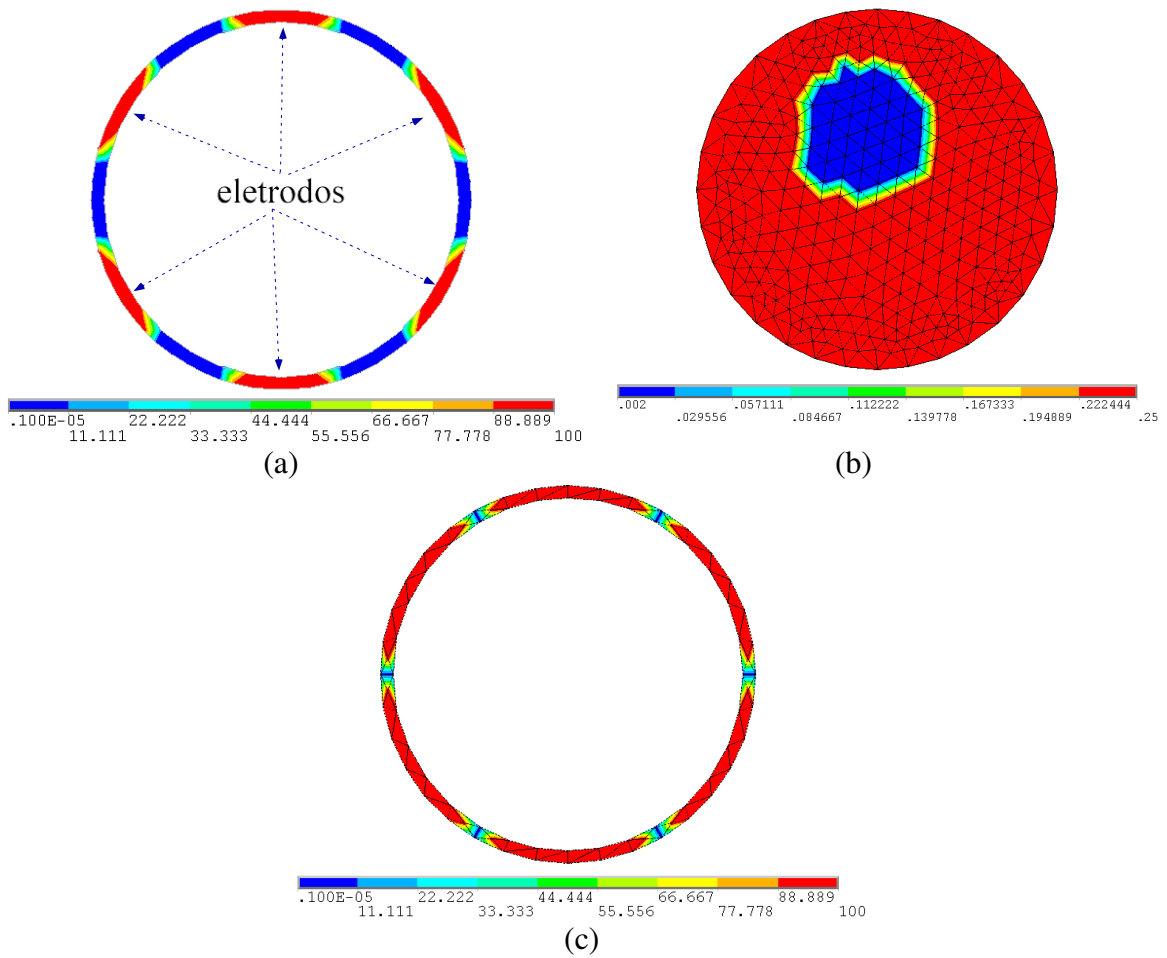 eletrodos
.100E-05 22.222 44.444 66.667 88.889
11.111 33.333 55.556 77.778 100
(a)
.002 .057111 .112222 .167333 .222444
.029556 .084667 .139778 .194889 .25
(b)
.100E-05 22.222 44.444 66.667 88.889
11.111 33.333 55.556 77.778 100
(c)